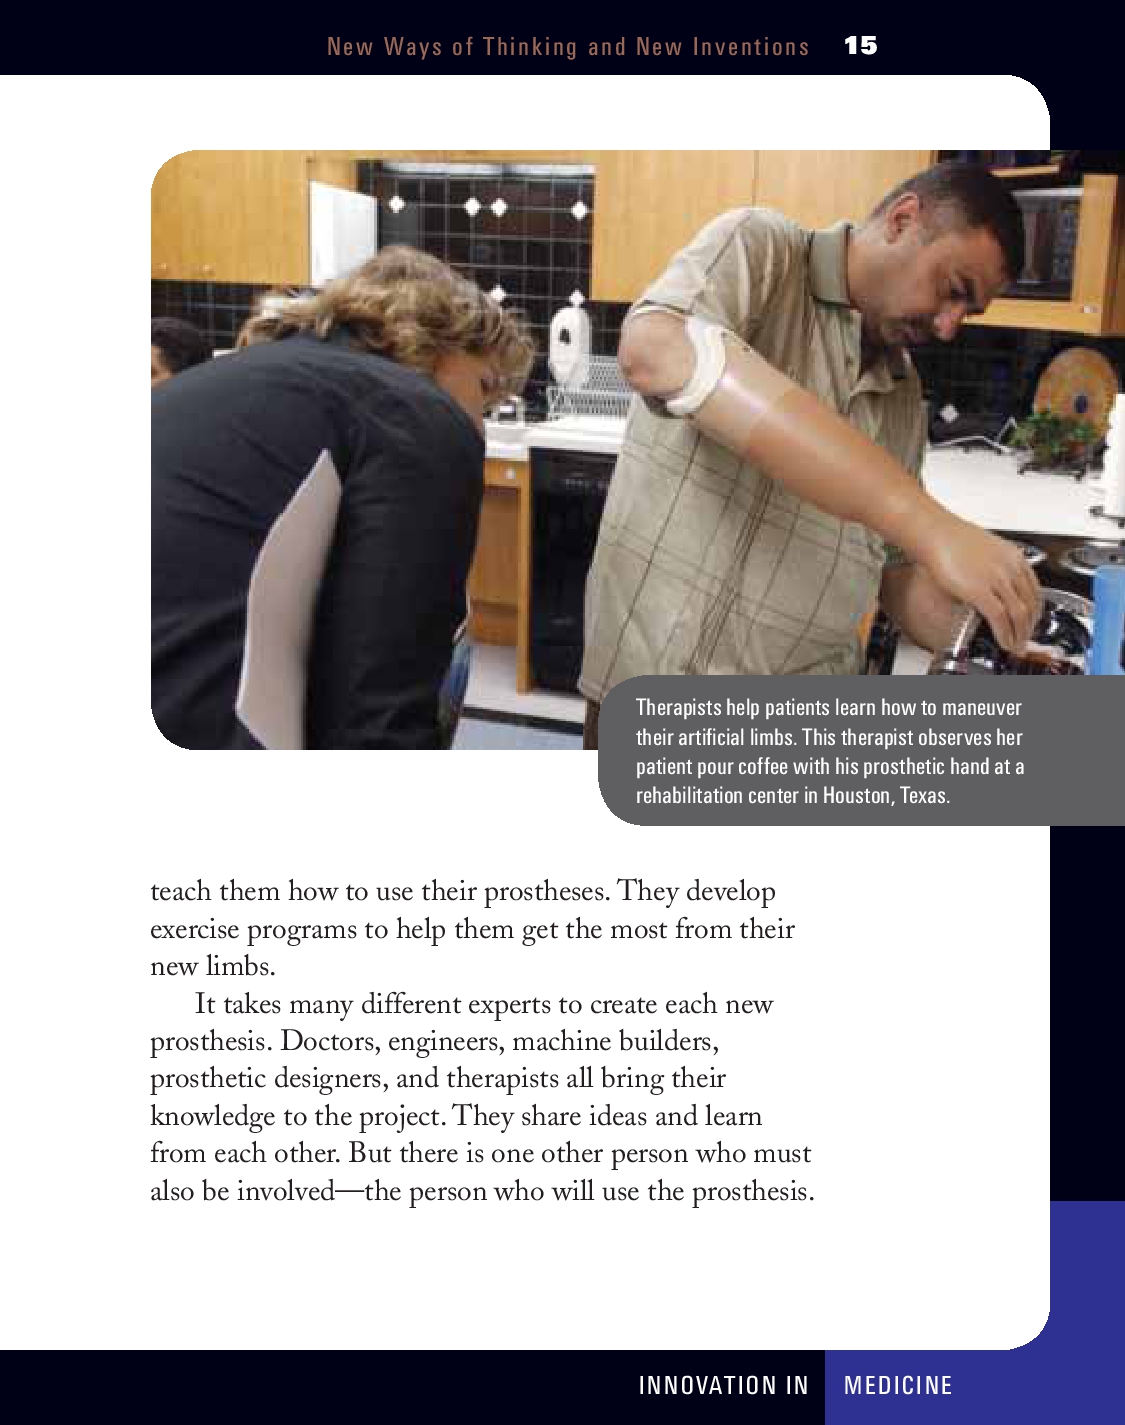 New Ways of Thinking and New Inventions 15
Therapists help patients learn how to maneuver
their artificial limbs. This therapist observes her
patient pour coffee with his prosthetic hand at a
rehabilitation center in Houston, Texas.
teach them how to use their prostheses. They develop
exercise programs to help them get the most from their
new limbs.
It takes many different experts to create each new
prosthesis. Doctors, engineers, machine builders,
prosthetic designers, and therapists all bring their
knowledge to the project. They share ideas and learn
from each other. But there is one other person who must
also be involved—the person who will use the prosthesis.
INNOVATION IN MEDICINE